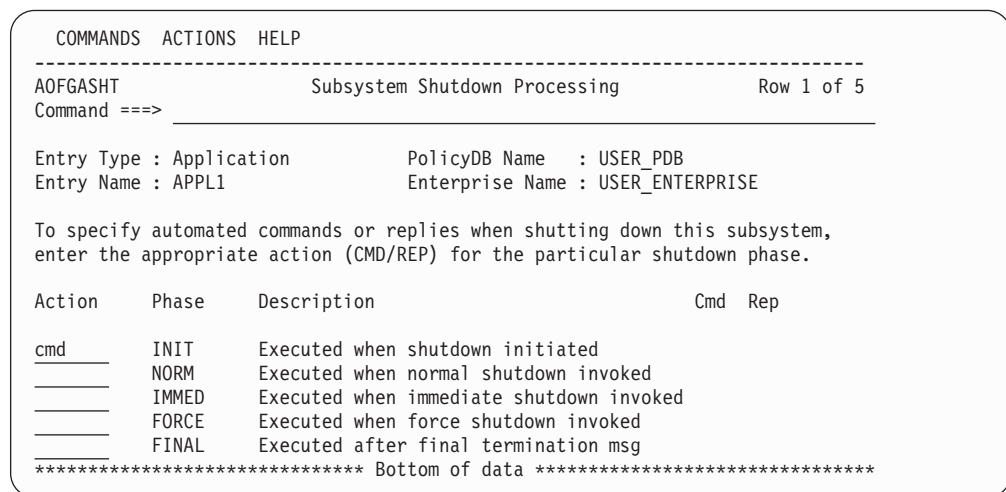 COMMANDS  ACTIONS  HELP
-------------------------------------------------------------------------------
AOFGASHT                  Subsystem Shutdown Processing             Row 1 of 5
Command ===>

Entry Type : Application           PolicyDB Name   : USER_PDB
Entry Name : APPL1                 Enterprise Name : USER_ENTERPRISE

To specify automated commands or replies when shutting down this subsystem,
enter the appropriate action (CMD/REP) for the particular shutdown phase.

Action     Phase     Description                              Cmd  Rep

cmd        INIT      Executed when shutdown initiated
           NORM      Executed when normal shutdown invoked
           IMMED     Executed when immediate shutdown invoked
           FORCE     Executed when force shutdown invoked
           FINAL     Executed after final termination msg
******************************* Bottom of data ********************************